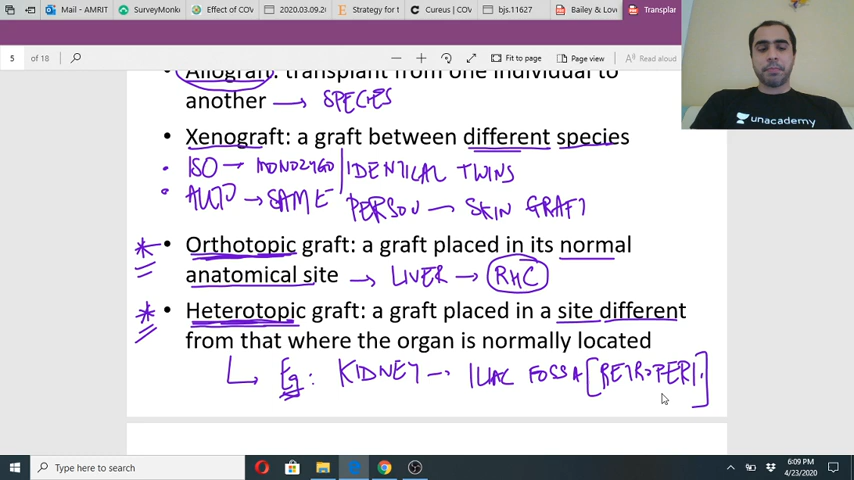 Mail - AMRIT
SurveyMonk
Effect of COV
2020.03.09.20
Strategy for t
Cureus | COV
bjs.11627
Bailey & Love
Transplan
5 of 18
Fit to page
Page view
Read aloud
unacademy
• Allograft: transplant from one individual to
another → SPECIES
• Xenograft: a graft between different species
• ISO → MONOZYGO | IDENTICAL TWINS
• AUTO → SAME PERSON → SKIN GRAFT
* • Orthotopic graft: a graft placed in its normal
anatomical site → LIVER → RHC
* • Heterotopic graft: a graft placed in a site different
from that where the organ is normally located
Eg: KIDNEY → ILIAC FOSSA [RETROPERI.]
Type here to search
6:09 PM
4/23/2020